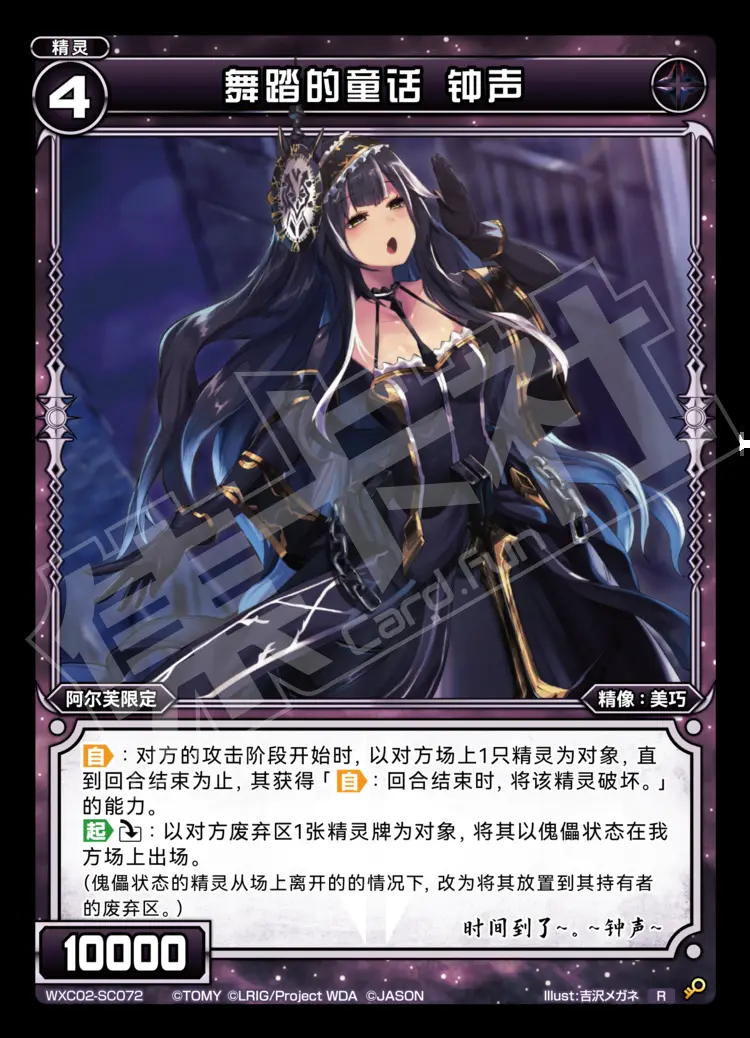 精灵
4
舞踏的童话 钟声
集卡社
Card.fun
阿尔芙限定
精像:美巧
自:对方的攻击阶段开始时,以对方场上1只精灵为对象,直
到回合结束为止,其获得「自:回合结束时,将该精灵破坏。」
的能力。
起:以对方废弃区1张精灵牌为对象,将其以傀儡状态在我
方场上出场。
(傀儡状态的精灵从场上离开的的情况下,改为将其放置到其持有者
的废弃区。)
时间到了~。~钟声~
10000
WXC02-SC072 ©TOMY ©LRIG/Project WDA ©JASON Illust:吉沢メガネ R